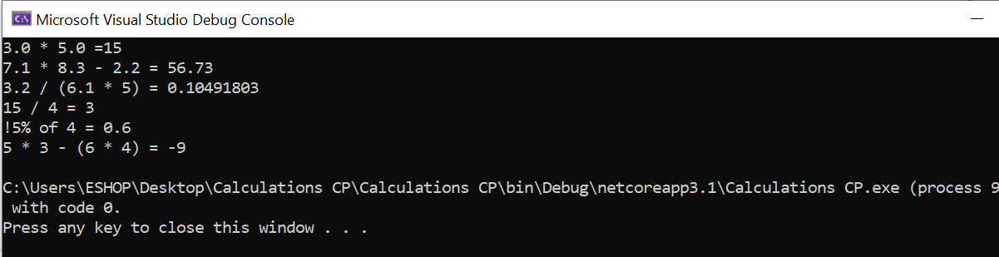 C:\ Microsoft Visual Studio Debug Console
3.0 * 5.0 =15
7.1 * 8.3 - 2.2 = 56.73
3.2 / (6.1 * 5) = 0.10491803
15 / 4 = 3
!5% of 4 = 0.6
5 * 3 - (6 * 4) = -9
C:\Users\ESHOP\Desktop\Calculations CP\Calculations CP\bin\Debug\netcoreapp3.1\Calculations CP.exe (process 9
with code 0.
Press any key to close this window . . .